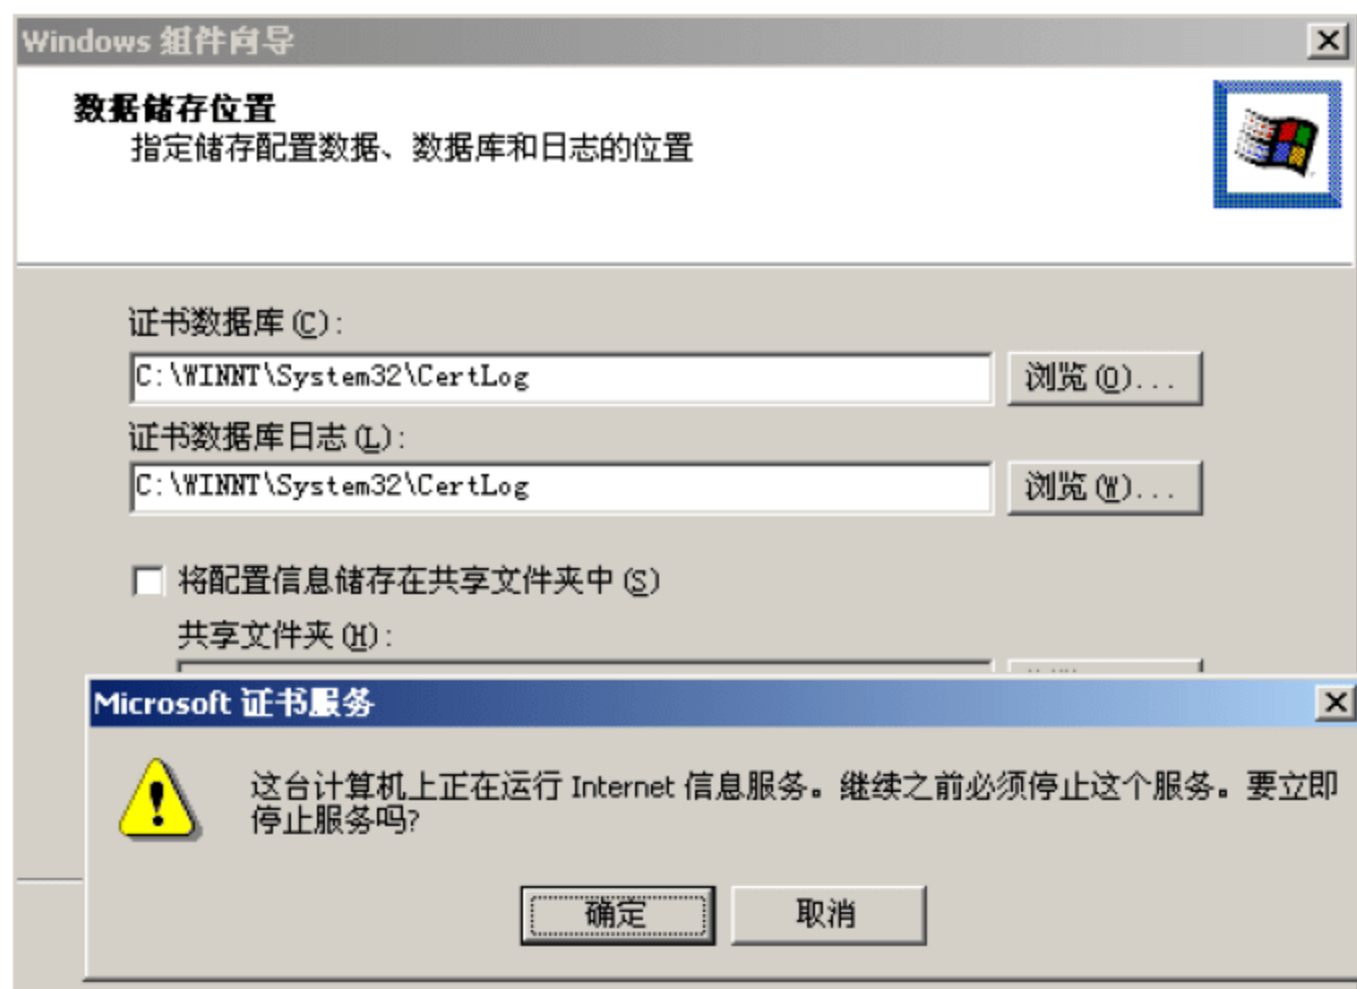 Windows 组件向导
数据储存位置
指定储存配置数据、数据库和日志的位置
证书数据库(C):
C:\WINNT\System32\CertLog
浏览(O)...
证书数据库日志(L):
C:\WINNT\System32\CertLog
浏览(W)...
将配置信息储存在共享文件夹中(S)
共享文件夹(H):
Microsoft 证书服务
这台计算机上正在运行 Internet 信息服务。继续之前必须停止这个服务。要立即
停止服务吗?
确定
取消